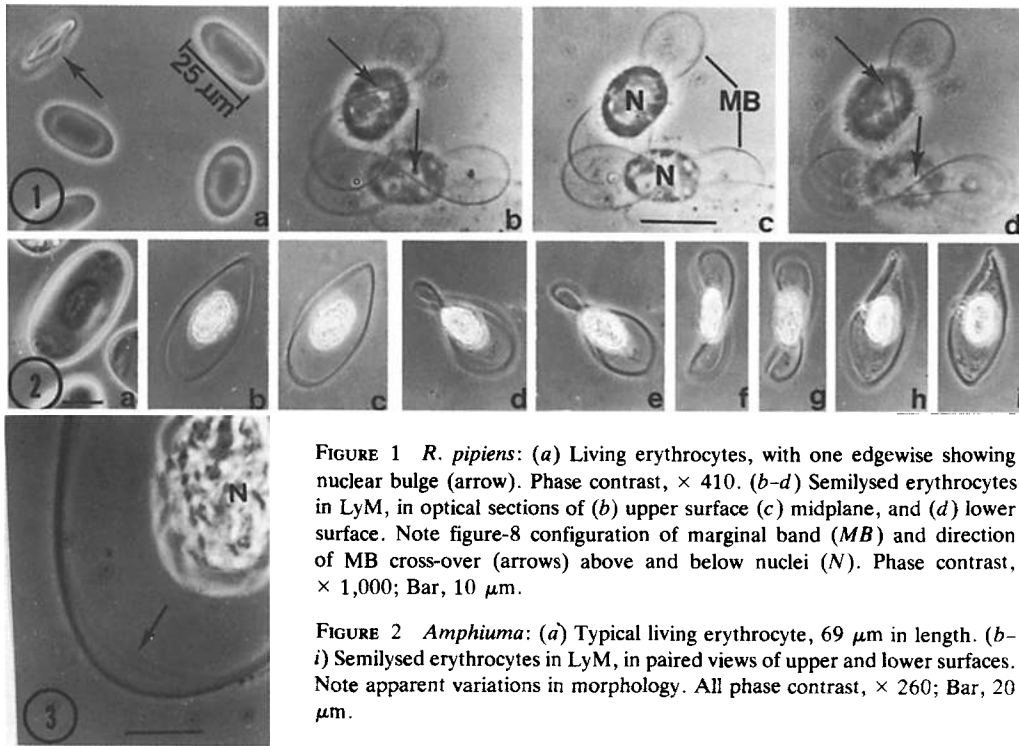 25 µm
MB
N
N
1
a
b
c
d
2
a
b
c
d
e
f
g
h
i
N
3
FIGURE 1 R. pipiens: (a) Living erythrocytes, with one edgewise showing
nuclear bulge (arrow). Phase contrast, × 410. (b-d) Semilysed erythrocytes
in LyM, in optical sections of (b) upper surface (c) midplane, and (d) lower
surface. Note figure-8 configuration of marginal band (MB) and direction
of MB cross-over (arrows) above and below nuclei (N). Phase contrast,
× 1,000; Bar, 10 µm.
FIGURE 2 Amphiuma: (a) Typical living erythrocyte, 69 µm in length. (b-
i) Semilysed erythrocytes in LyM, in paired views of upper and lower surfaces.
Note apparent variations in morphology. All phase contrast, × 260; Bar, 20
µm.